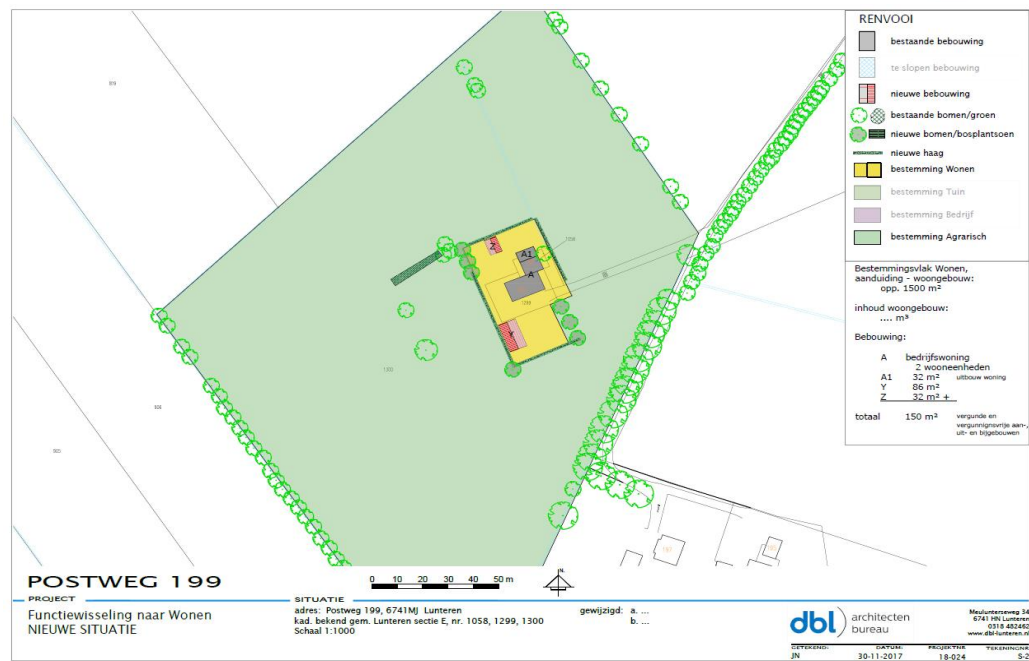 RENVOOI
bestaande bebouwing
te slopen bebouwing
nieuwe bebouwing
bestaande bomen/groen
nieuwe bomen/bosplantsoen
nieuwe haag
bestemming Wonen
bestemming Tuin
bestemming Bedrijf
bestemming Agrarisch
Bestemmingsvlak Wonen,
aanduiding - woongebouw:
opp. 1500 m²
inhoud woongebouw:
.... m³
Bebouwing:
A bedrijfswoning
2 wooneenheden
A1 32 m² uitbouw woning
Y 86 m²
Z 32 m² +
totaal 150 m² vergunde en
vergunningsvrije aan-,
uit- en bijgebouwen
Z
A1
A
Y
POSTWEG 199
PROJECT
Functiewisseling naar Wonen
NIEUWE SITUATIE
0 10 20 30 40 50 m
N.
SITUATIE
adres: Postweg 199, 6741MJ Lunteren
kad. bekend gem. Lunteren sectie E, nr. 1058, 1299, 1300
Schaal 1:1000
gewijzigd: a. ...
b. ...
dbl architecten
bureau
Meulunterseweg 34
6741 HN Lunteren
0318 482462
www.dbl-lunteren.nl
GETEKEND: DATUM: PROJECTNR TEKENINGNR
JN 30-11-2017 18-024 S-2